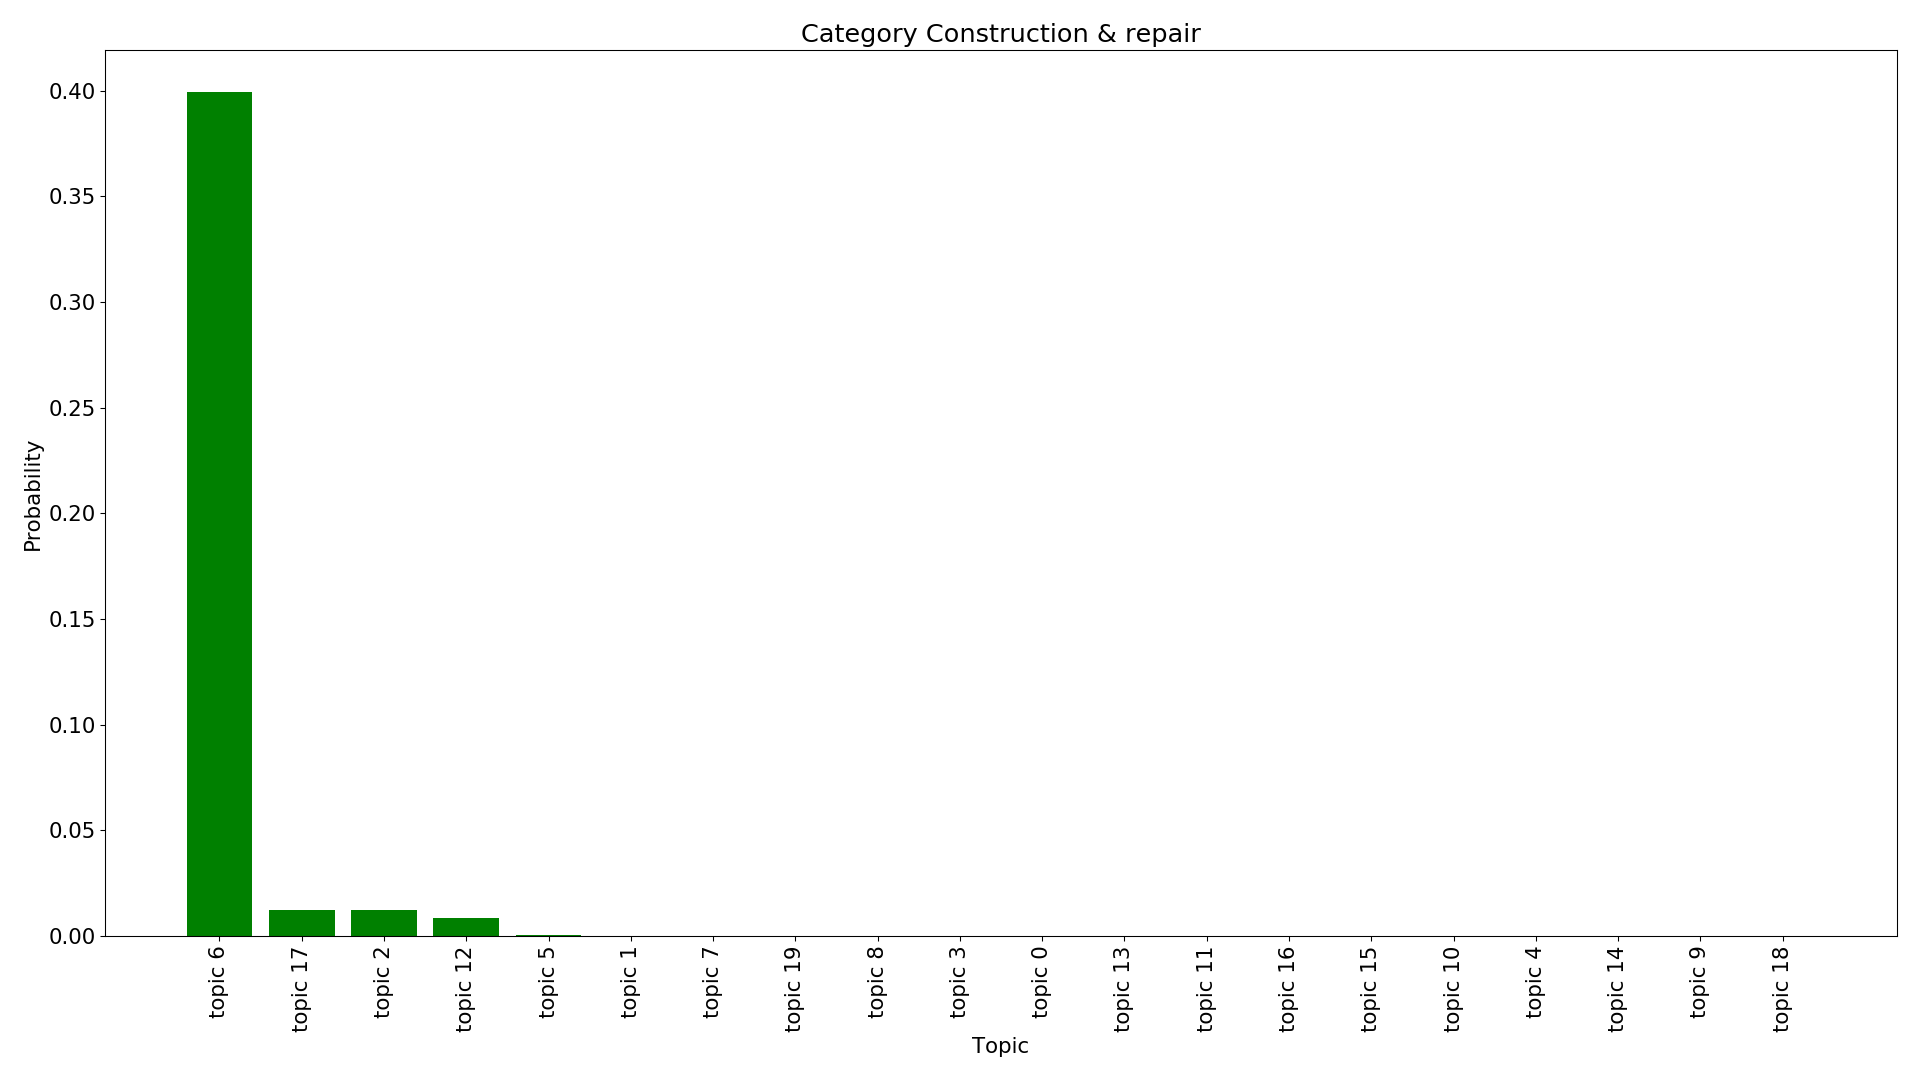 Category Construction & repair
Probability
0.40
0.35
0.30
0.25
0.20
0.15
0.10
0.05
0.00
topic 6
topic 17
topic 2
topic 12
topic 5
topic 1
topic 7
topic 19
topic 8
topic 3
topic 0
topic 13
topic 11
topic 16
topic 15
topic 10
topic 4
topic 14
topic 9
topic 18
Topic